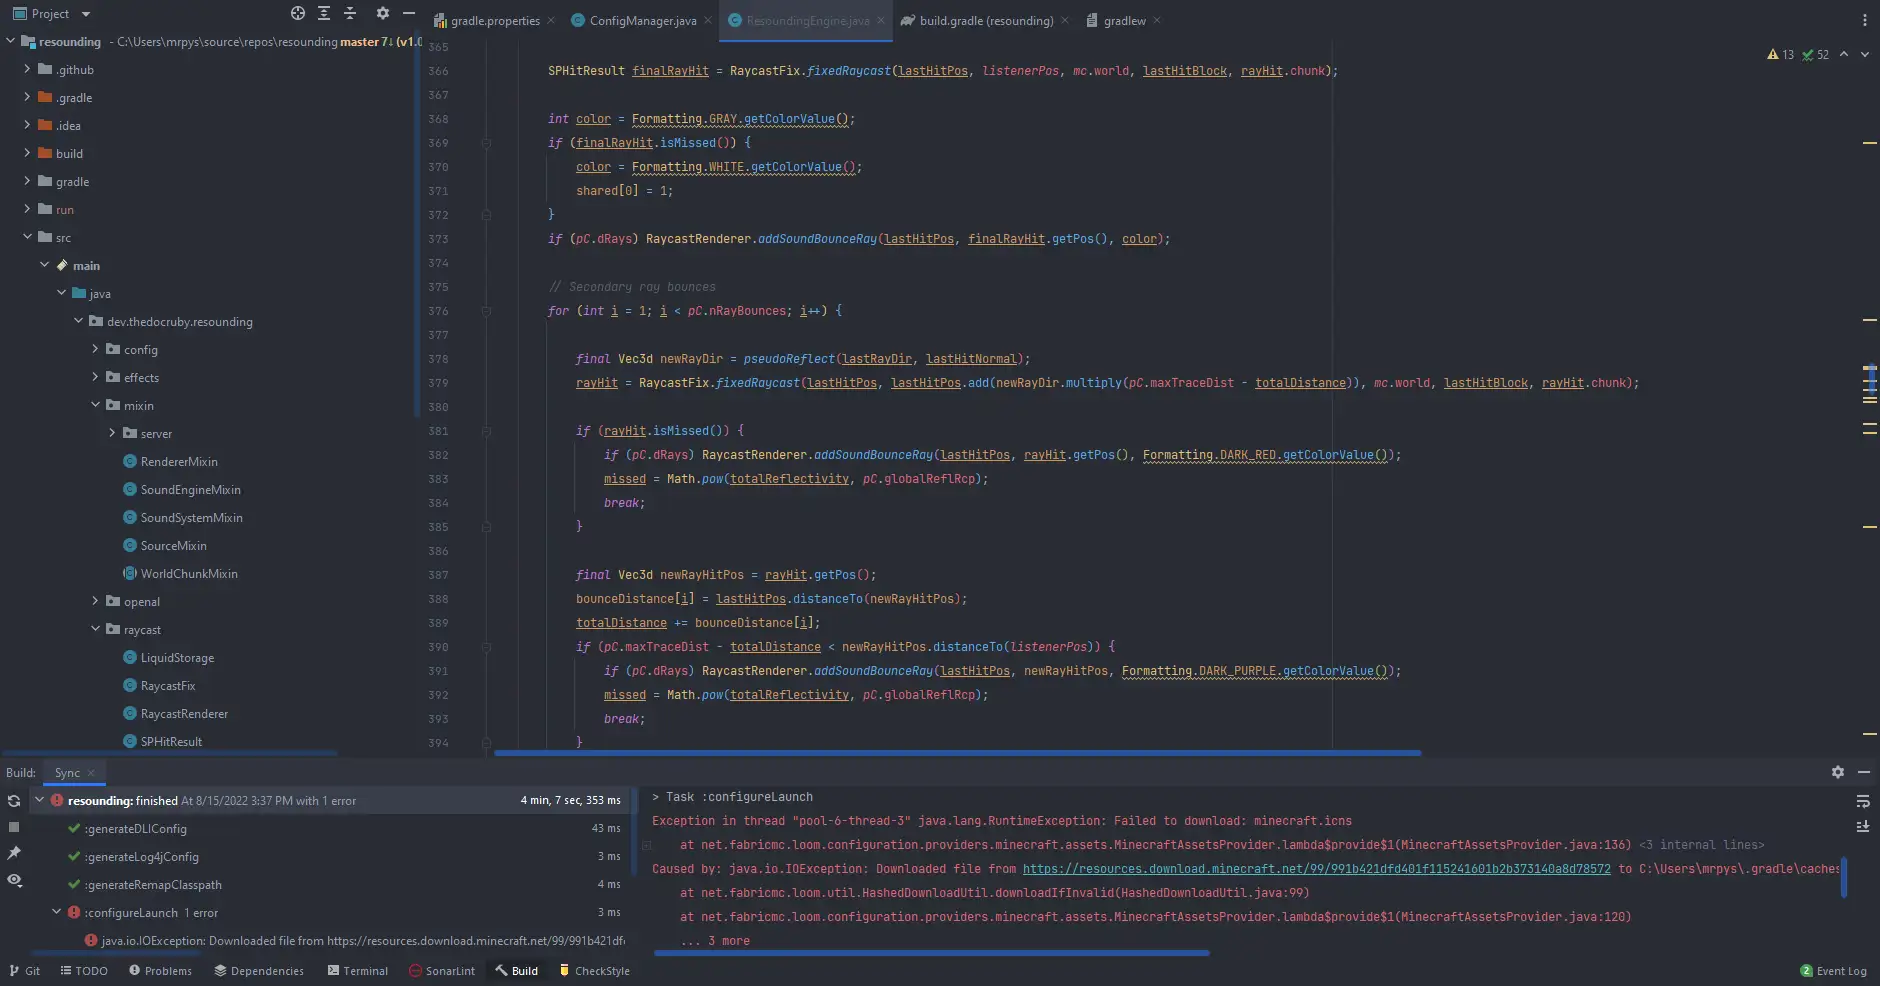 Project
gradle.properties
ConfigManager.java
ResoundingEngine.java
build.gradle (resounding)
gradlew
resounding - C:\Users\mrpys\source\repos\resounding master 7↓ (v1.0
.github
.gradle
.idea
build
gradle
run
src
main
java
dev.thedocruby.resounding
config
effects
mixin
server
RendererMixin
SoundEngineMixin
SoundSystemMixin
SourceMixin
WorldChunkMixin
openal
raycast
LiquidStorage
RaycastFix
RaycastRenderer
SPHitResult
13 52
365
366 SPHitResult finalRayHit = RaycastFix.fixedRaycast(lastHitPos, listenerPos, mc.world, lastHitBlock, rayHit.chunk);
367
368 int color = Formatting.GRAY.getColorValue();
369 if (finalRayHit.isMissed()) {
370 color = Formatting.WHITE.getColorValue();
371 shared[0] = 1;
372 }
373 if (pC.dRays) RaycastRenderer.addSoundBounceRay(lastHitPos, finalRayHit.getPos(), color);
374
375 // Secondary ray bounces
376 for (int i = 1; i < pC.nRayBounces; i++) {
377
378 final Vec3d newRayDir = pseudoReflect(lastRayDir, lastHitNormal);
379 rayHit = RaycastFix.fixedRaycast(lastHitPos, lastHitPos.add(newRayDir.multiply(pC.maxTraceDist - totalDistance)), mc.world, lastHitBlock, rayHit.chunk);
380
381 if (rayHit.isMissed()) {
382 if (pC.dRays) RaycastRenderer.addSoundBounceRay(lastHitPos, rayHit.getPos(), Formatting.DARK_RED.getColorValue());
383 missed = Math.pow(totalReflectivity, pC.globalReflRcp);
384 break;
385 }
386
387 final Vec3d newRayHitPos = rayHit.getPos();
388 bounceDistance[i] = lastHitPos.distanceTo(newRayHitPos);
389 totalDistance += bounceDistance[i];
390 if (pC.maxTraceDist - totalDistance < newRayHitPos.distanceTo(listenerPos)) {
391 if (pC.dRays) RaycastRenderer.addSoundBounceRay(lastHitPos, newRayHitPos, Formatting.DARK_PURPLE.getColorValue());
392 missed = Math.pow(totalReflectivity, pC.globalReflRcp);
393 break;
394 }
Build: Sync
resounding: finished At 8/15/2022 3:37 PM with 1 error 4 min, 7 sec, 353 ms
:generateDLIConfig 43 ms
:generateLog4jConfig 3 ms
:generateRemapClasspath 4 ms
:configureLaunch 1 error 3 ms
java.io.IOException: Downloaded file from https://resources.download.minecraft.net/99/991b421dfd
> Task :configureLaunch
Exception in thread "pool-6-thread-3" java.lang.RuntimeException: Failed to download: minecraft.icns
at net.fabricmc.loom.configuration.providers.minecraft.assets.MinecraftAssetsProvider.lambda$provide$1(MinecraftAssetsProvider.java:136) <3 internal lines>
Caused by: java.io.IOException: Downloaded file from https://resources.download.minecraft.net/99/991b421dfd401f115241601b2b373140a8d78572 to C:\Users\mrpys\.gradle\caches
at net.fabricmc.loom.util.HashedDownloadUtil.downloadIfInvalid(HashedDownloadUtil.java:99)
at net.fabricmc.loom.configuration.providers.minecraft.assets.MinecraftAssetsProvider.lambda$provide$1(MinecraftAssetsProvider.java:120)
... 3 more
Git
TODO
Problems
Dependencies
Terminal
SonarLint
Build
CheckStyle
2 Event Log